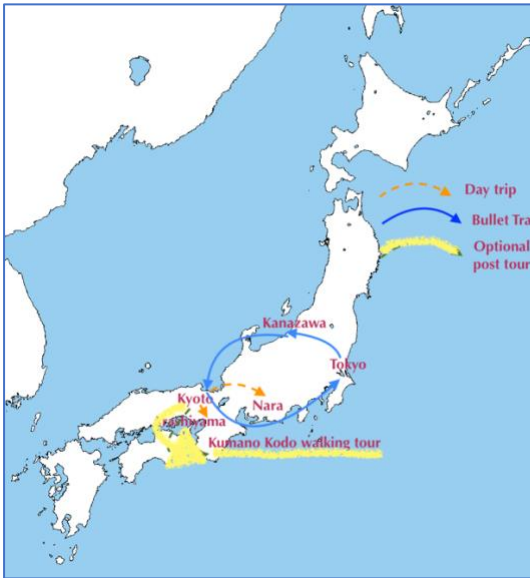 Day trip
Bullet Tra
Optional
post tour
Kanazawa
Tokyo
Kyoto
Nara
rashiyama
Kumano Kodo walking tour